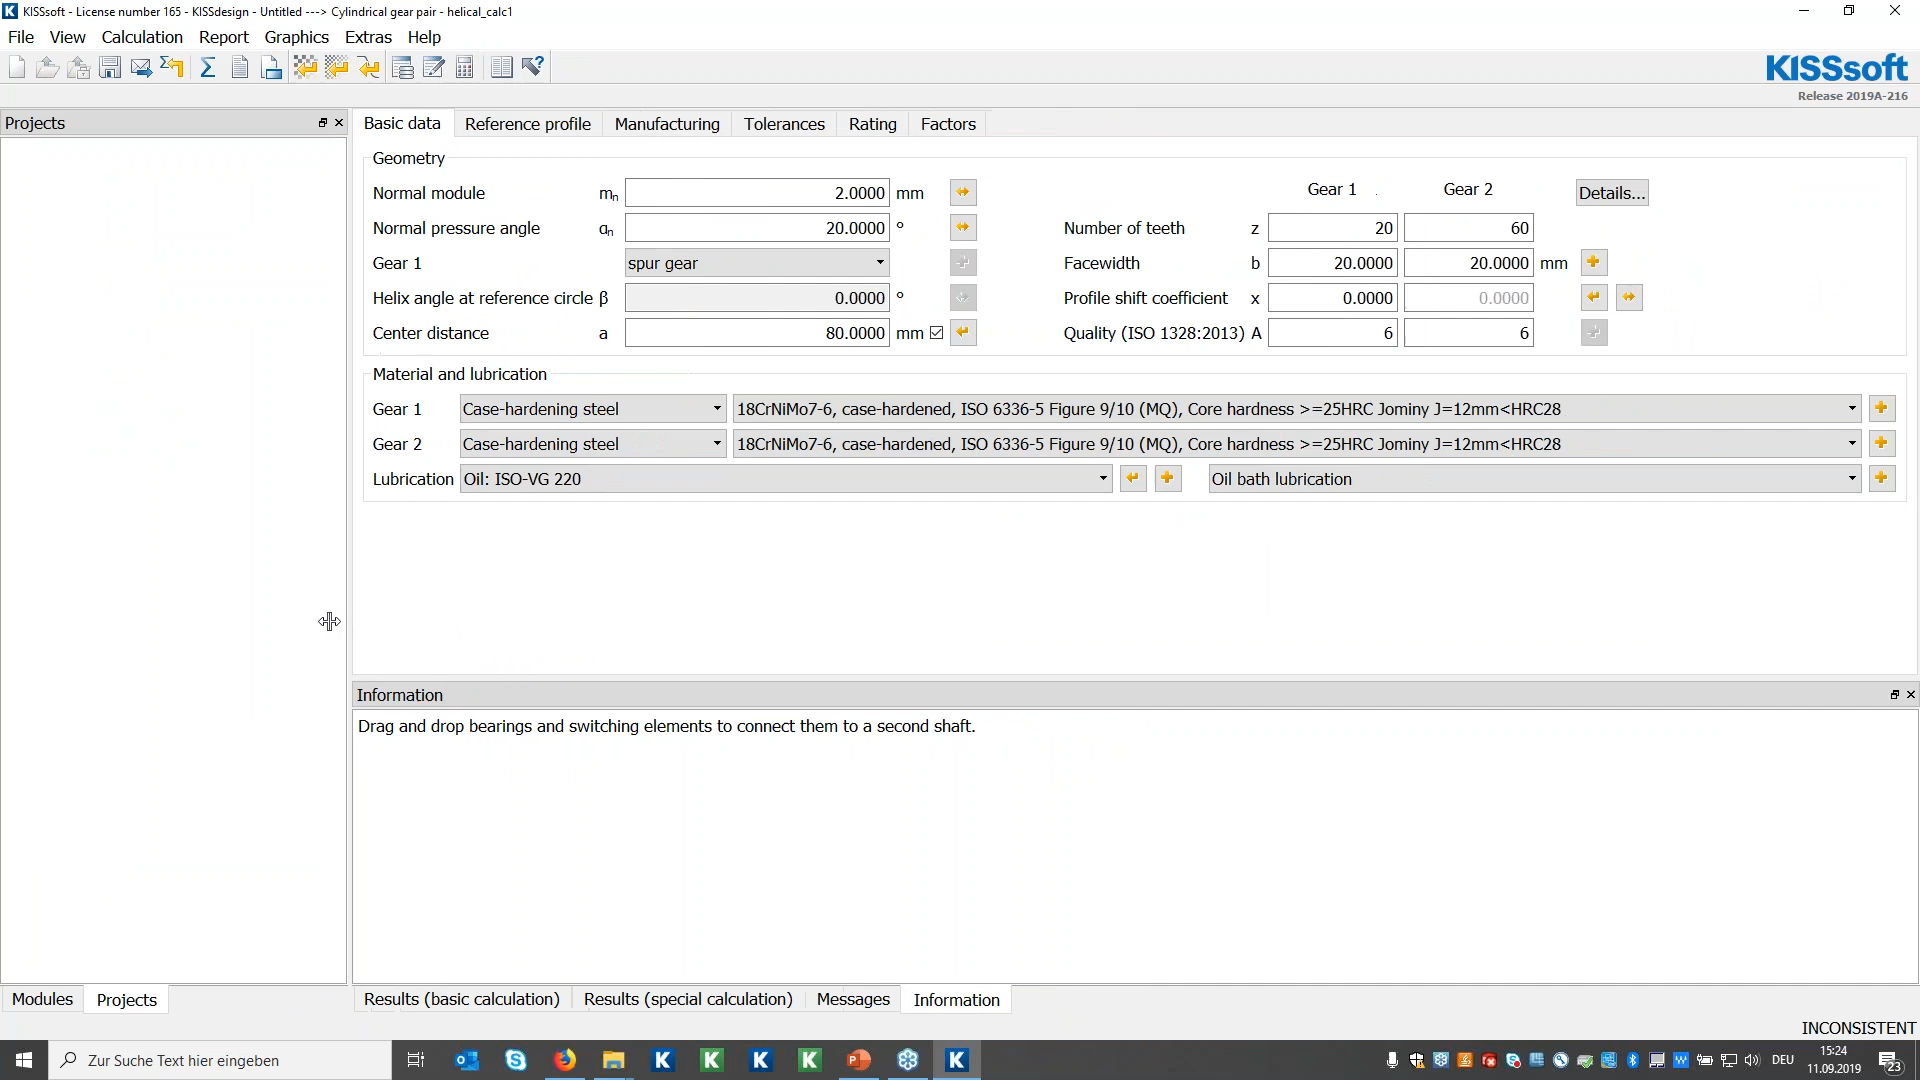 KISSsoft - License number 165 - KISSdesign - Untitled ---> Cylindrical gear pair - helical_calc1
File View Calculation Report Graphics Extras Help
KISSsoft
Release 2019A-216
Projects
Basic data Reference profile Manufacturing Tolerances Rating Factors
Geometry
Normal module mn 2.0000 mm
Gear 1 Gear 2 Details...
Normal pressure angle αn 20.0000 °
Number of teeth z 20 60
Gear 1 spur gear
Facewidth b 20.0000 20.0000 mm
Helix angle at reference circle β 0.0000 °
Profile shift coefficient x 0.0000 0.0000
Center distance a 80.0000 mm
Quality (ISO 1328:2013) A 6 6
Material and lubrication
Gear 1 Case-hardening steel 18CrNiMo7-6, case-hardened, ISO 6336-5 Figure 9/10 (MQ), Core hardness >=25HRC Jominy J=12mm<HRC28
Gear 2 Case-hardening steel 18CrNiMo7-6, case-hardened, ISO 6336-5 Figure 9/10 (MQ), Core hardness >=25HRC Jominy J=12mm<HRC28
Lubrication Oil: ISO-VG 220 Oil bath lubrication
Information
Drag and drop bearings and switching elements to connect them to a second shaft.
Modules Projects
Results (basic calculation) Results (special calculation) Messages Information
INCONSISTENT
Zur Suche Text hier eingeben
DEU
15:24
11.09.2019
23